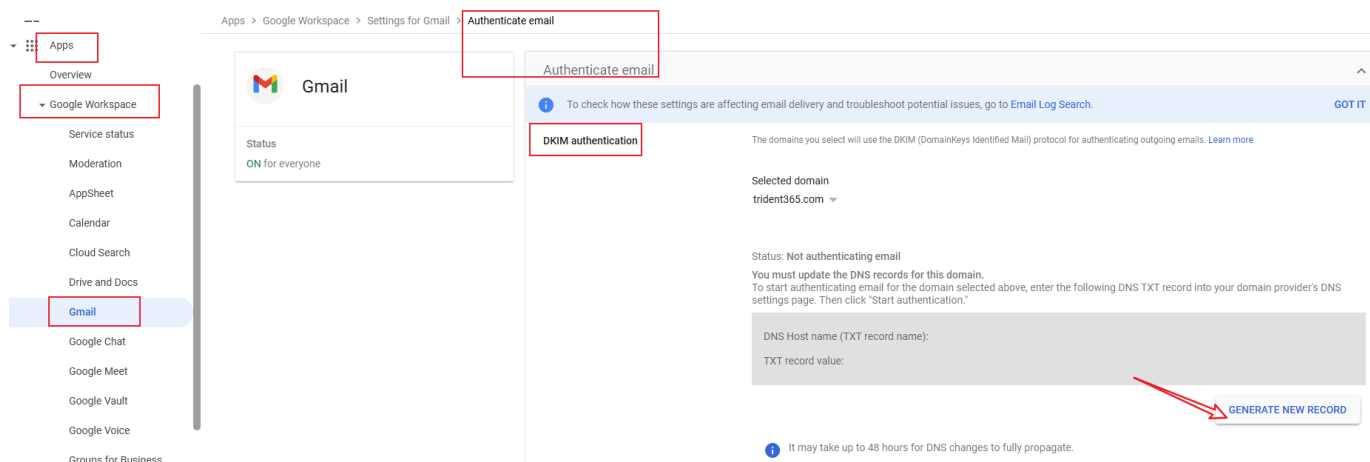 Apps > Google Workspace > Settings for Gmail > Authenticate email
Apps
Overview
Google Workspace
Service status
Moderation
AppSheet
Calendar
Cloud Search
Drive and Docs
Gmail
Google Chat
Google Meet
Google Vault
Google Voice
Groups for Business
Gmail
Status
ON for everyone
Authenticate email
To check how these settings are affecting email delivery and troubleshoot potential issues, go to Email Log Search.
GOT IT
DKIM authentication
The domains you select will use the DKIM (DomainKeys Identified Mail) protocol for authenticating outgoing emails. Learn more
Selected domain
trident365.com
Status: Not authenticating email
You must update the DNS records for this domain.
To start authenticating email for the domain selected above, enter the following DNS TXT record into your domain provider's DNS
settings page. Then click "Start authentication."
DNS Host name (TXT record name):
TXT record value:
GENERATE NEW RECORD
It may take up to 48 hours for DNS changes to fully propagate.